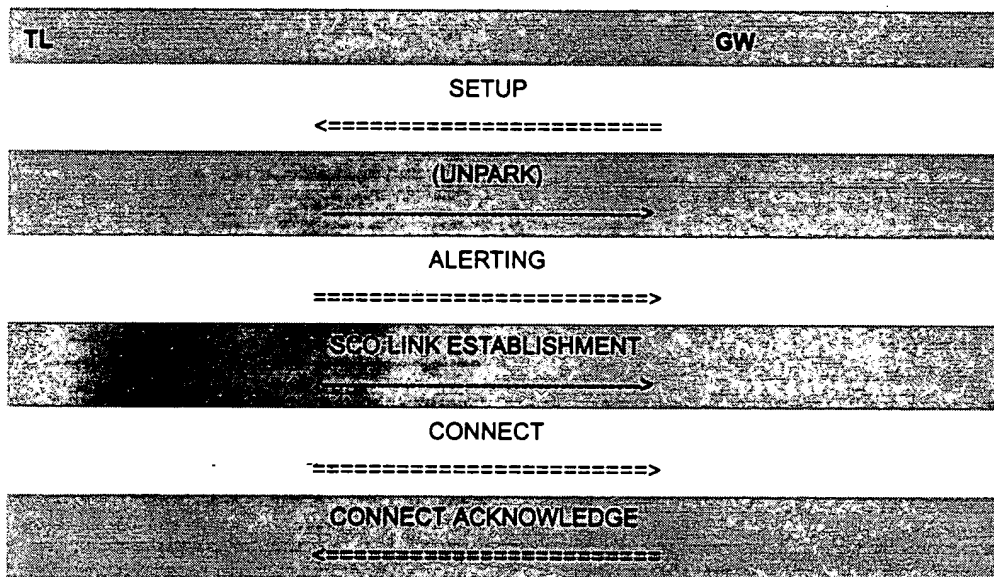 TL GW
SETUP
(UNPARK)
ALERTING
SCO LINK ESTABLISHMENT
CONNECT
CONNECT ACKNOWLEDGE